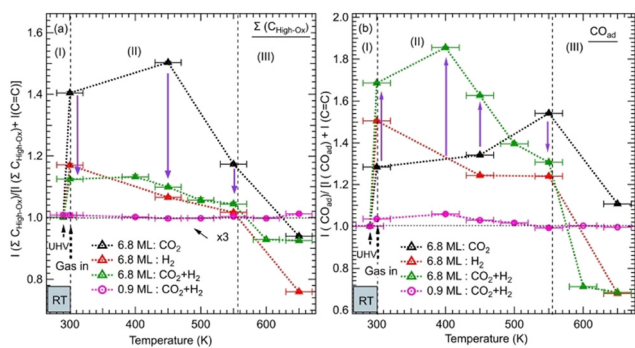 (a)
Σ (C_High-Ox)
(I)
(II)
(III)
I (Σ C_High-Ox)/[I (Σ C_High-Ox)+ I(C=C)]
1.6
1.4
1.2
1.0
0.8
x3
UHV
Gas in
RT
6.8 ML : CO₂
6.8 ML : H₂
6.8 ML : CO₂+H₂
0.9 ML : CO₂+H₂
300
400
500
600
Temperature (K)
(b)
CO_ad
(I)
(II)
(III)
I ( CO_ad)/[I ( CO_ad) + I (C=C)]
2.0
1.8
1.6
1.4
1.2
1.0
0.8
0.6
UHV
Gas in
RT
6.8 ML: CO₂
6.8 ML : H₂
6.8 ML : CO₂+H₂
0.9 ML : CO₂+H₂
300
400
500
600
Temperature (K)